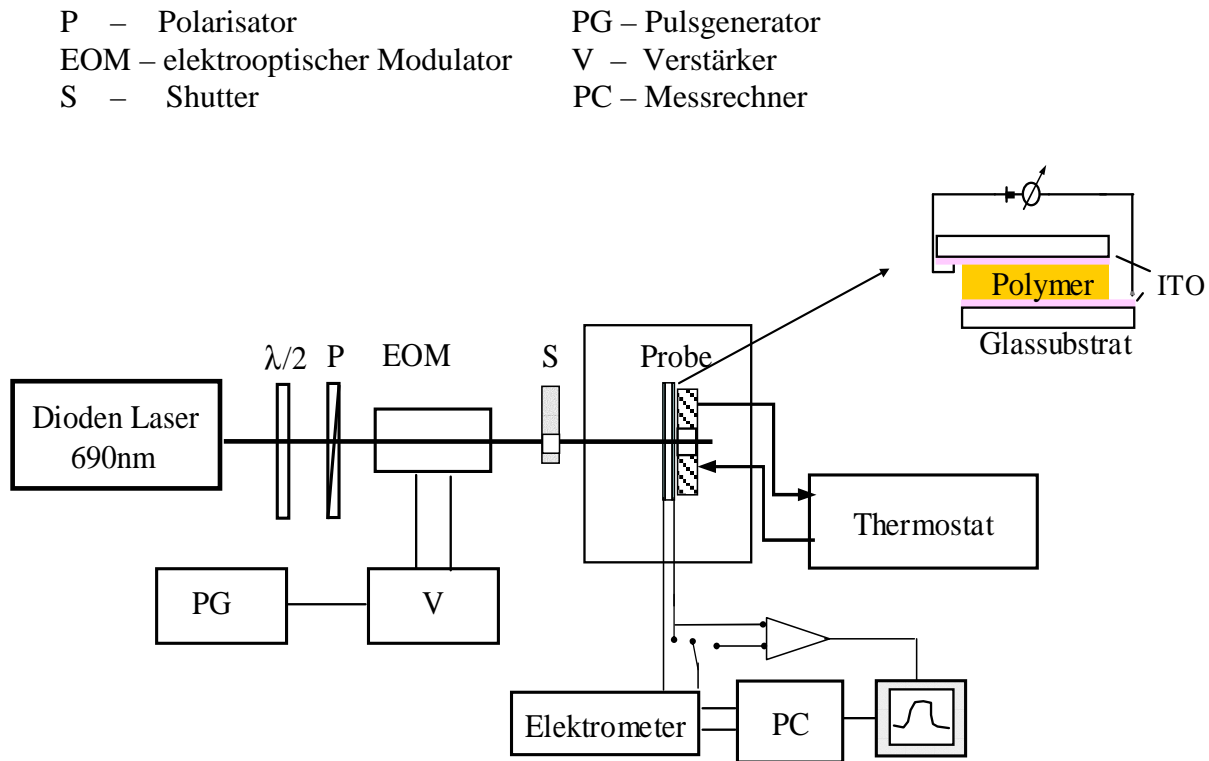 P – Polarisator PG – Pulsgenerator
EOM – elektrooptischer Modulator V – Verstärker
S – Shutter PC – Messrechner
Polymer
ITO
Glassubstrat
λ/2 P EOM S Probe
Dioden Laser
690nm
Thermostat
PG V
Elektrometer PC